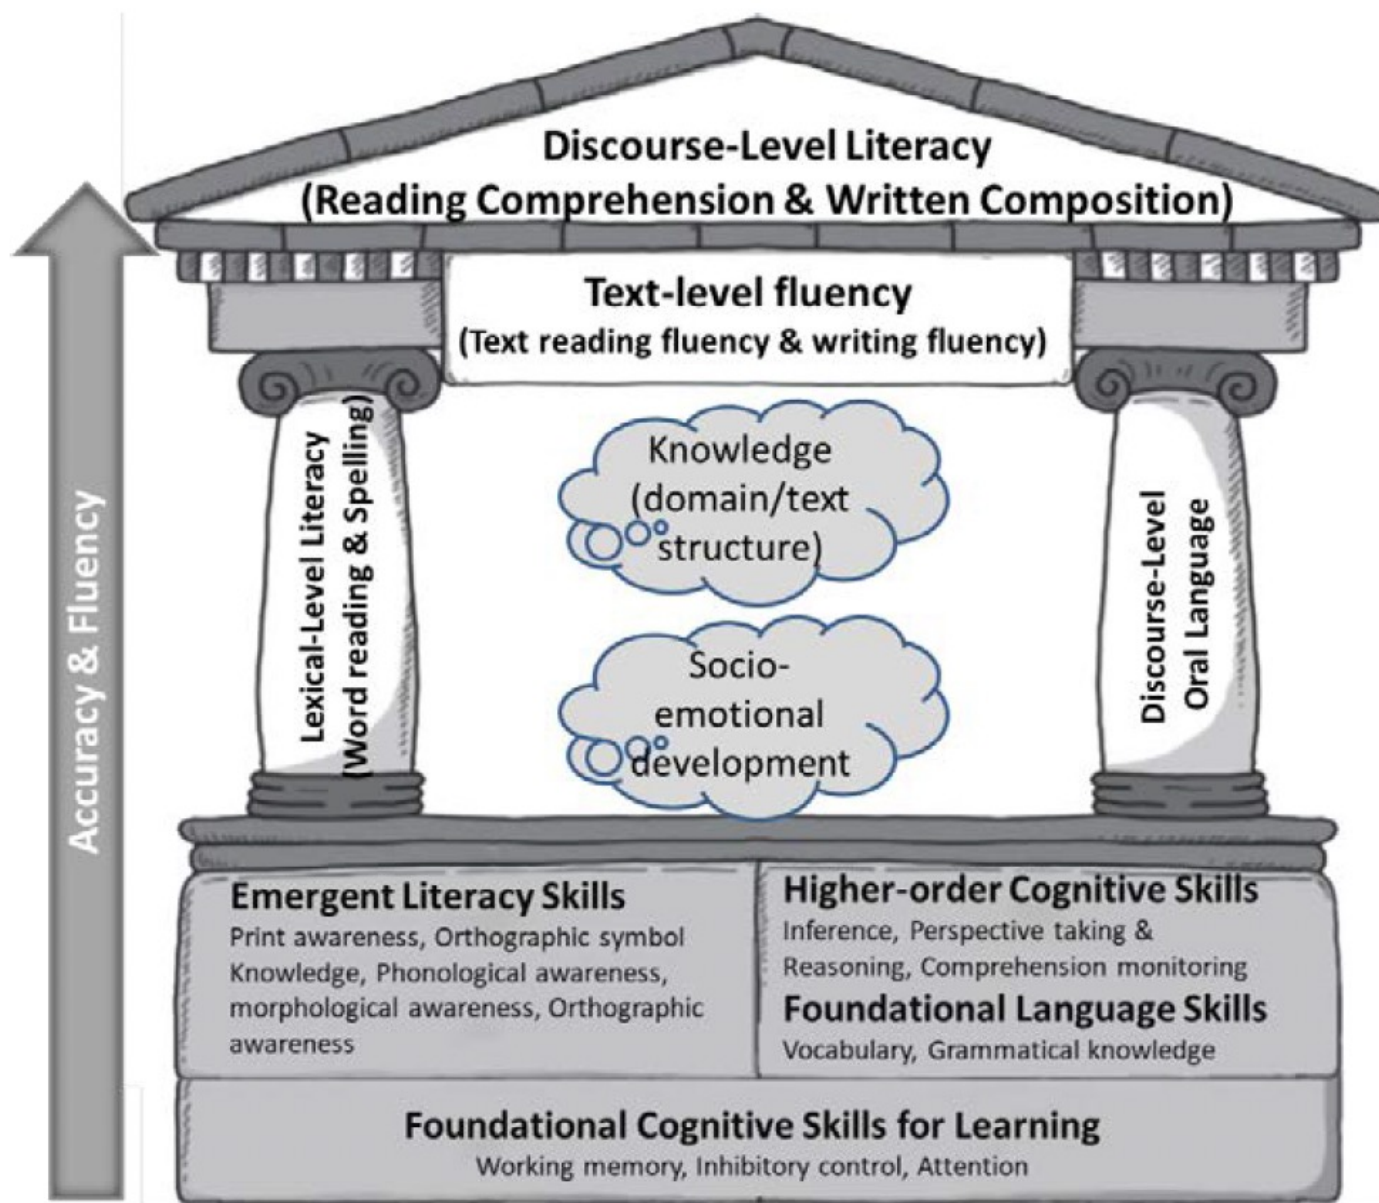 Discourse-Level Literacy
(Reading Comprehension & Written Composition)
Text-level fluency
(Text reading fluency & writing fluency)
Accuracy & Fluency
Lexical-Level Literacy
(Word reading & Spelling)
Knowledge
(domain/text
structure)
Socio-
emotional
development
Discourse-Level
Oral Language
Emergent Literacy Skills
Print awareness, Orthographic symbol
Knowledge, Phonological awareness,
morphological awareness, Orthographic
awareness
Higher-order Cognitive Skills
Inference, Perspective taking &
Reasoning, Comprehension monitoring
Foundational Language Skills
Vocabulary, Grammatical knowledge
Foundational Cognitive Skills for Learning
Working memory, Inhibitory control, Attention